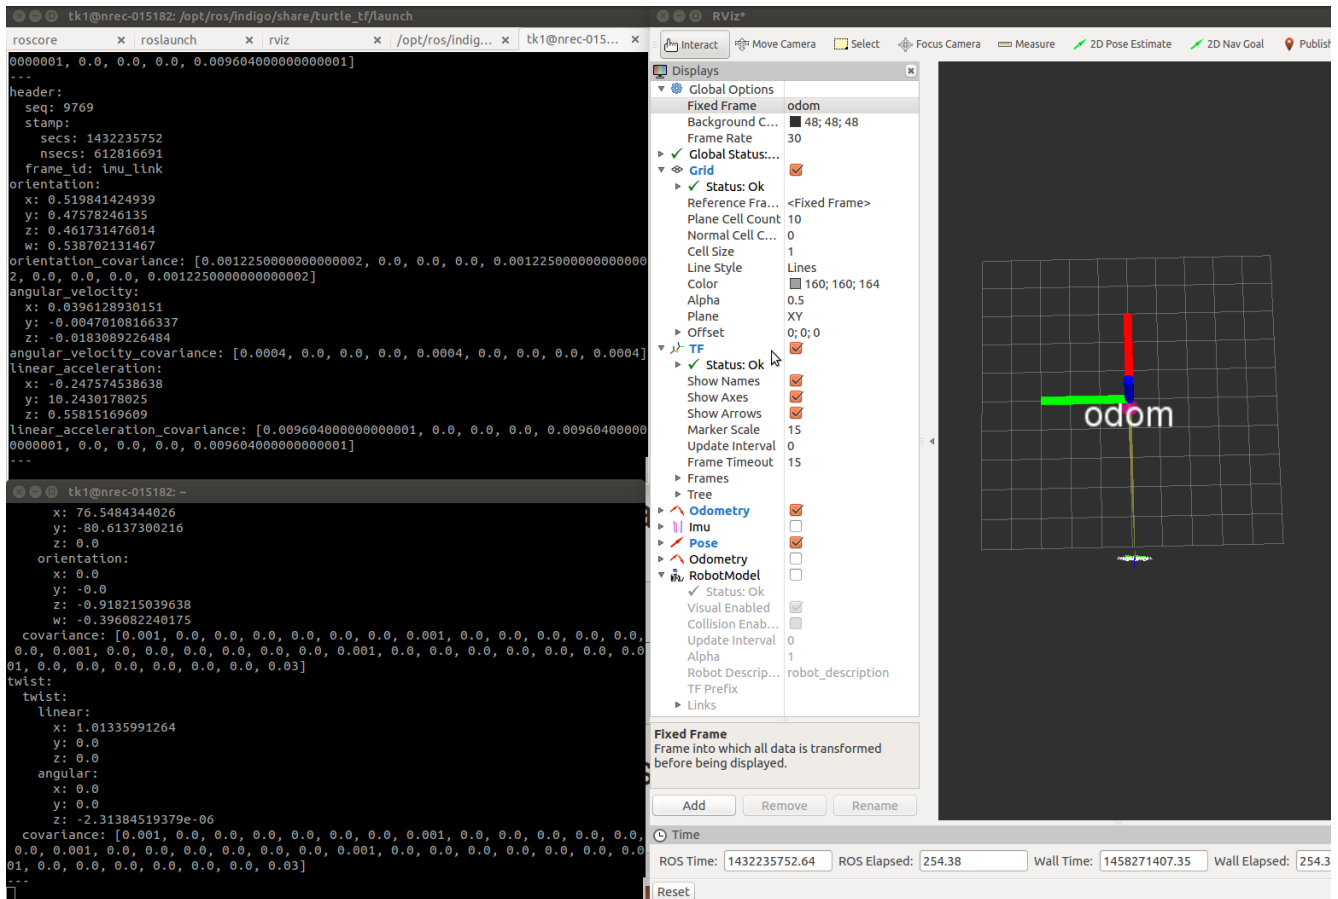 tk1@nrec-015182: /opt/ros/indigo/share/turtle_tf/launch
roscore
roslaunch
rviz
/opt/ros/indig...
tk1@nrec-015...
0000001, 0.0, 0.0, 0.0, 0.009604000000000001]
---
header:
seq: 9769
stamp:
secs: 1432235752
nsecs: 612816691
frame_id: imu_link
orientation:
x: 0.519841424939
y: 0.47578246135
z: 0.461731476014
w: 0.538702131467
orientation_covariance: [0.0012250000000000002, 0.0, 0.0, 0.0, 0.001225000000000000
2, 0.0, 0.0, 0.0, 0.0012250000000000002]
angular_velocity:
x: 0.0396128930151
y: -0.00470108166337
z: -0.0183089226484
angular_velocity_covariance: [0.0004, 0.0, 0.0, 0.0, 0.0004, 0.0, 0.0, 0.0, 0.0004]
linear_acceleration:
x: -0.247574538638
y: 10.2430178025
z: 0.55815169609
linear_acceleration_covariance: [0.009604000000000001, 0.0, 0.0, 0.0, 0.00960400000
0000001, 0.0, 0.0, 0.0, 0.009604000000000001]
---
tk1@nrec-015182: ~
x: 76.5484344026
y: -80.6137300216
z: 0.0
orientation:
x: 0.0
y: -0.0
z: -0.918215039638
w: -0.396082240175
covariance: [0.001, 0.0, 0.0, 0.0, 0.0, 0.0, 0.0, 0.001, 0.0, 0.0, 0.0, 0.0, 0.0,
0.0, 0.001, 0.0, 0.0, 0.0, 0.0, 0.0, 0.0, 0.001, 0.0, 0.0, 0.0, 0.0, 0.0, 0.0, 0.0
01, 0.0, 0.0, 0.0, 0.0, 0.0, 0.0, 0.03]
twist:
twist:
linear:
x: 1.01335991264
y: 0.0
z: 0.0
angular:
x: 0.0
y: 0.0
z: -2.31384519379e-06
covariance: [0.001, 0.0, 0.0, 0.0, 0.0, 0.0, 0.0, 0.001, 0.0, 0.0, 0.0, 0.0, 0.0,
0.0, 0.001, 0.0, 0.0, 0.0, 0.0, 0.0, 0.0, 0.001, 0.0, 0.0, 0.0, 0.0, 0.0, 0.0, 0.0
01, 0.0, 0.0, 0.0, 0.0, 0.0, 0.0, 0.03]
---
RViz*
Interact
Move Camera
Select
Focus Camera
Measure
2D Pose Estimate
2D Nav Goal
Publish
Displays
Global Options
Fixed Frame odom
Background C... 48; 48; 48
Frame Rate 30
Global Status:...
Grid
Status: Ok
Reference Fra... <Fixed Frame>
Plane Cell Count 10
Normal Cell C... 0
Cell Size 1
Line Style Lines
Color 160; 160; 164
Alpha 0.5
Plane XY
Offset 0; 0; 0
TF
Status: Ok
Show Names
Show Axes
Show Arrows
Marker Scale 15
Update Interval 0
Frame Timeout 15
Frames
Tree
Odometry
Imu
Pose
Odometry
RobotModel
Status: Ok
Visual Enabled
Collision Enab...
Update Interval 0
Alpha 1
Robot Descrip... robot_description
TF Prefix
Links
Fixed Frame
Frame into which all data is transformed
before being displayed.
Add
Remove
Rename
odom
Time
ROS Time: 1432235752.64 ROS Elapsed: 254.38 Wall Time: 1458271407.35 Wall Elapsed: 254.3
Reset